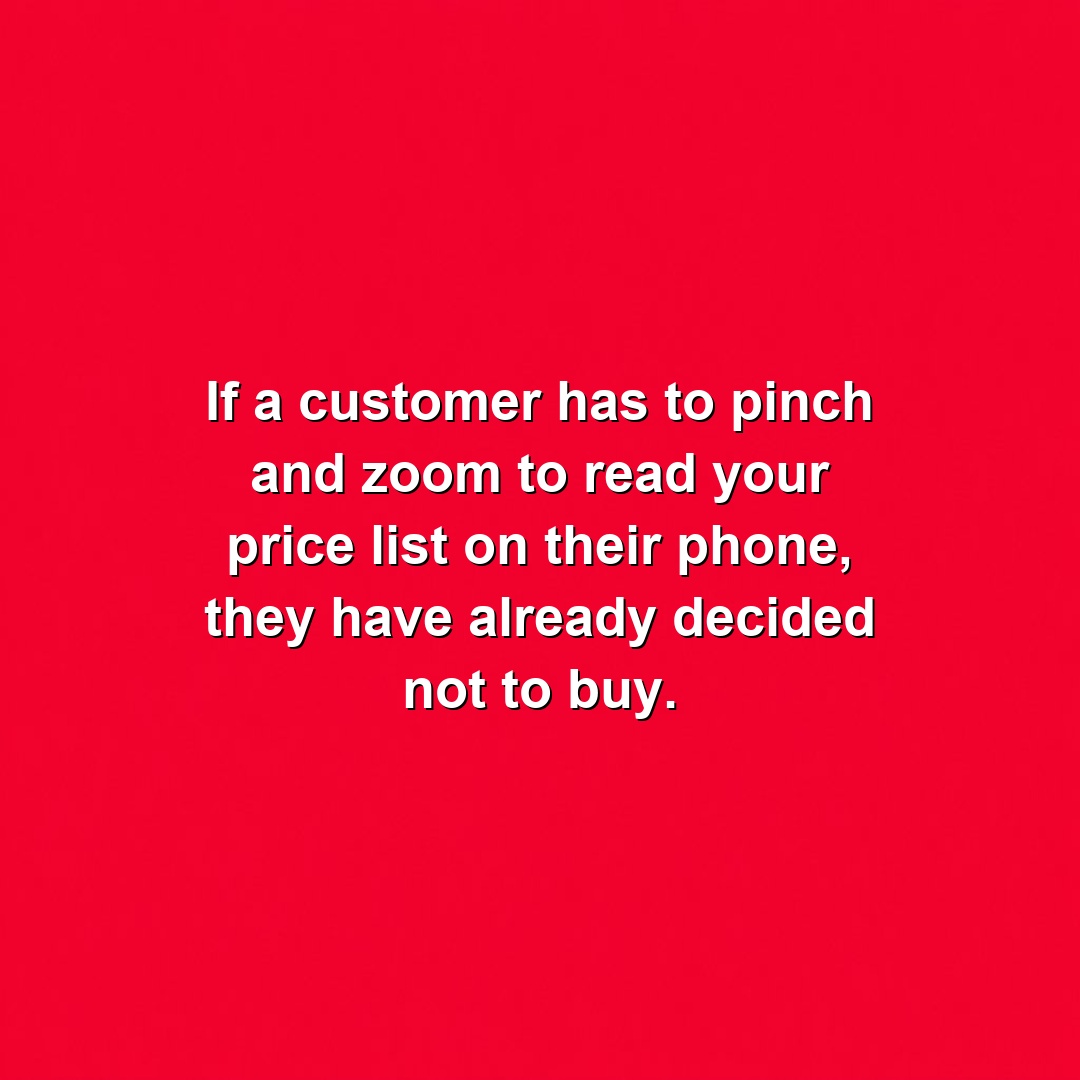 If a customer has to pinch
and zoom to read your
price list on their phone,
they have already decided
not to buy.